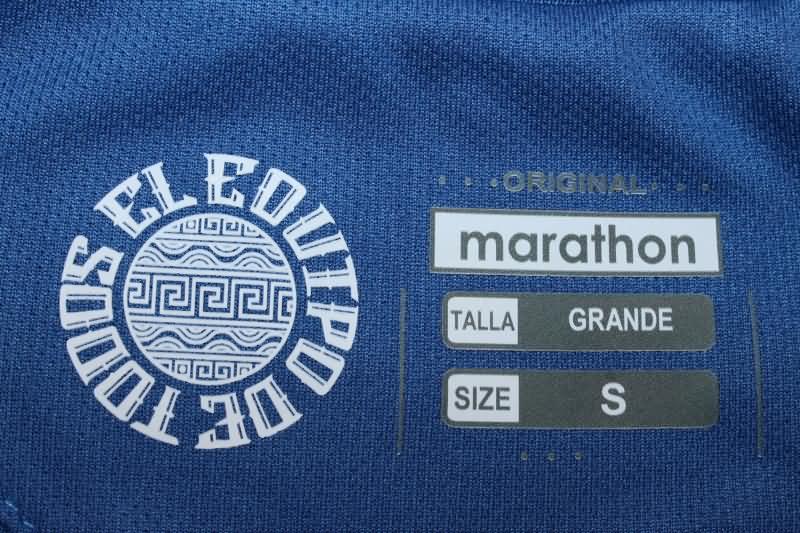 EL EQUIPO DE TODOS
ORIGINAL
marathon
TALLA GRANDE
SIZE S